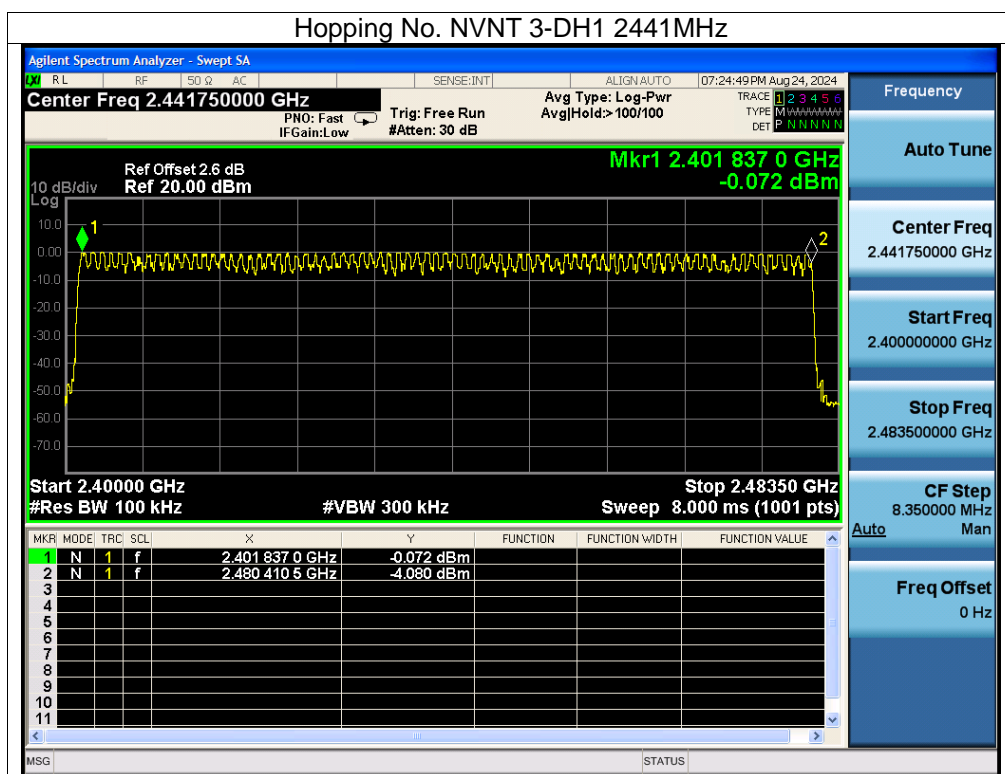 Hopping No. NVNT 3-DH1 2441MHz
Agilent Spectrum Analyzer - Swept SA
LXI RL RF 50 Ω AC SENSE:INT ALIGN AUTO 07:24:49 PM Aug 24, 2024
Center Freq 2.441750000 GHz
PNO: Fast
IFGain:Low
Trig: Free Run
#Atten: 30 dB
Avg Type: Log-Pwr
Avg|Hold:>100/100
TRACE 1 2 3 4 5 6
TYPE M
DET P N N N N N
Mkr1 2.401 837 0 GHz
-0.072 dBm
Ref Offset 2.6 dB
Ref 20.00 dBm
10 dB/div
Log
10.0
0.00
-10.0
-20.0
-30.0
-40.0
-50.0
-60.0
-70.0
1
2
Start 2.40000 GHz
Stop 2.48350 GHz
#Res BW 100 kHz
#VBW 300 kHz
Sweep 8.000 ms (1001 pts)
MKR MODE TRC SCL X Y FUNCTION FUNCTION WIDTH FUNCTION VALUE
1 N 1 f 2.401 837 0 GHz -0.072 dBm
2 N 1 f 2.480 410 5 GHz -4.080 dBm
3
4
5
6
7
8
9
10
11
MSG
STATUS
Frequency
Auto Tune
Center Freq
2.441750000 GHz
Start Freq
2.400000000 GHz
Stop Freq
2.483500000 GHz
CF Step
8.350000 MHz
Auto Man
Freq Offset
0 Hz